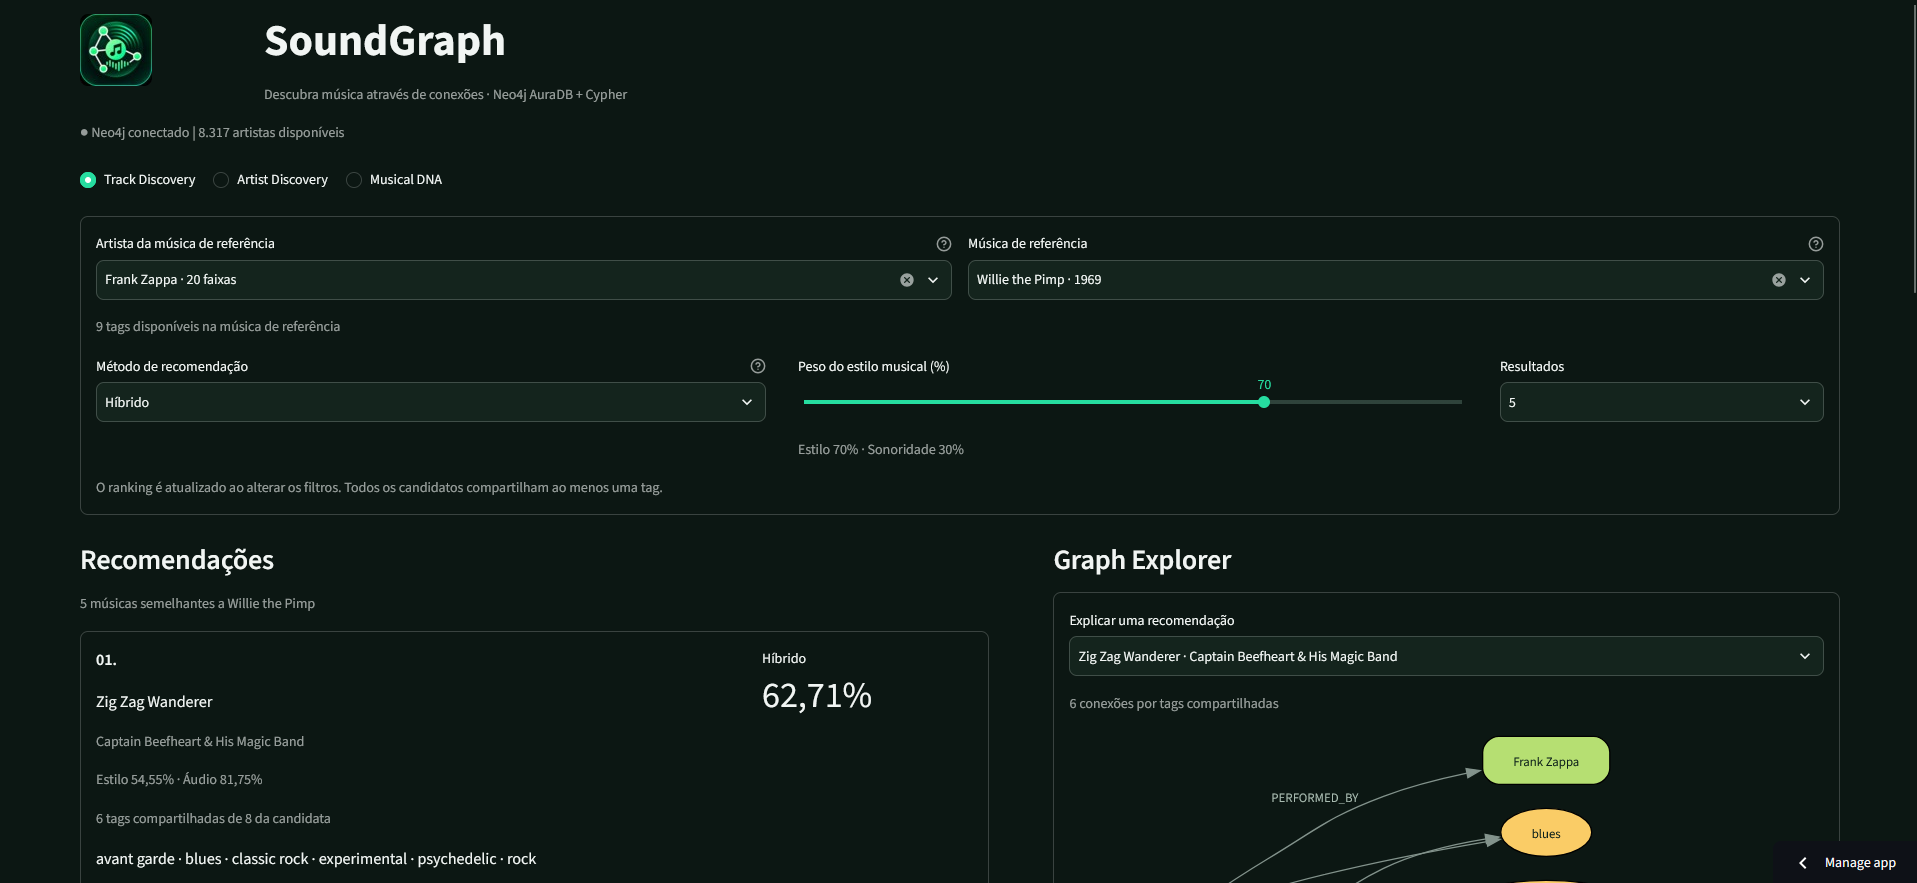 SoundGraph
Descubra música através de conexões · Neo4j AuraDB + Cypher
Neo4j conectado | 8.317 artistas disponíveis
Track Discovery
Artist Discovery
Musical DNA
Artista da música de referência
Música de referência
Frank Zappa · 20 faixas
Willie the Pimp · 1969
9 tags disponíveis na música de referência
Método de recomendação
Peso do estilo musical (%)
Resultados
70
Híbrido
5
Estilo 70% · Sonoridade 30%
O ranking é atualizado ao alterar os filtros. Todos os candidatos compartilham ao menos uma tag.
Recomendações
5 músicas semelhantes a Willie the Pimp
01.
Híbrido
62,71%
Zig Zag Wanderer
Captain Beefheart & His Magic Band
Estilo 54,55% · Áudio 81,75%
6 tags compartilhadas de 8 da candidata
avant garde · blues · classic rock · experimental · psychedelic · rock
Graph Explorer
Explicar uma recomendação
Zig Zag Wanderer · Captain Beefheart & His Magic Band
6 conexões por tags compartilhadas
Frank Zappa
PERFORMED_BY
blues
Manage app